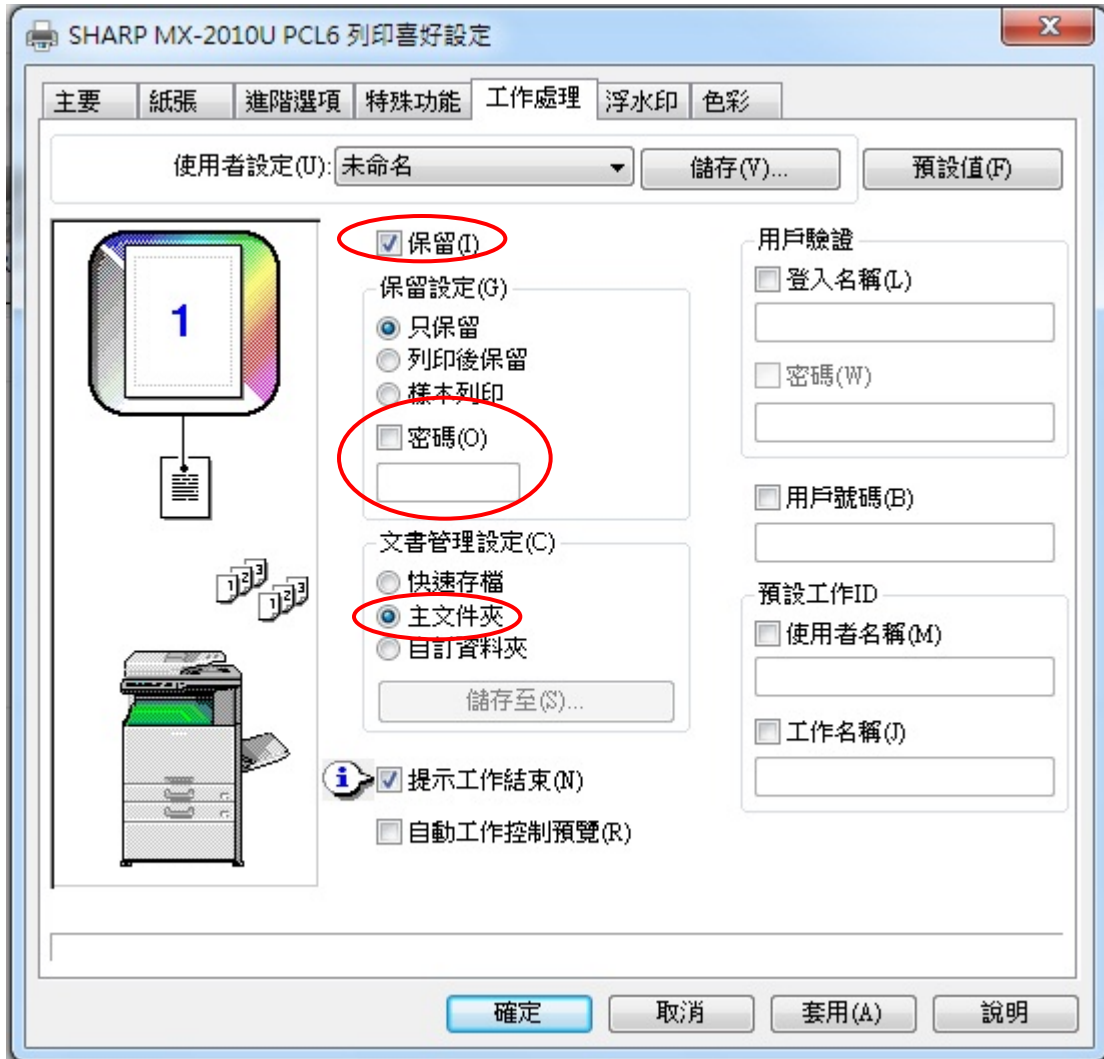 SHARP MX-2010U PCL6 列印喜好設定
主要 紙張 進階選項 特殊功能 工作處理 浮水印 色彩
使用者設定(U): 未命名 儲存(V)... 預設值(F)
1
保留(I)
保留設定(G)
只保留
列印後保留
樣本列印
密碼(O)
文書管理設定(C)
快速存檔
主文件夾
自訂資料夾
儲存至(S)...
提示工作結束(N)
自動工作控制預覽(R)
用戶驗證
登入名稱(L)
密碼(W)
用戶號碼(B)
預設工作ID
使用者名稱(M)
工作名稱(J)
1 2 3
1 2 3
確定 取消 套用(A) 說明